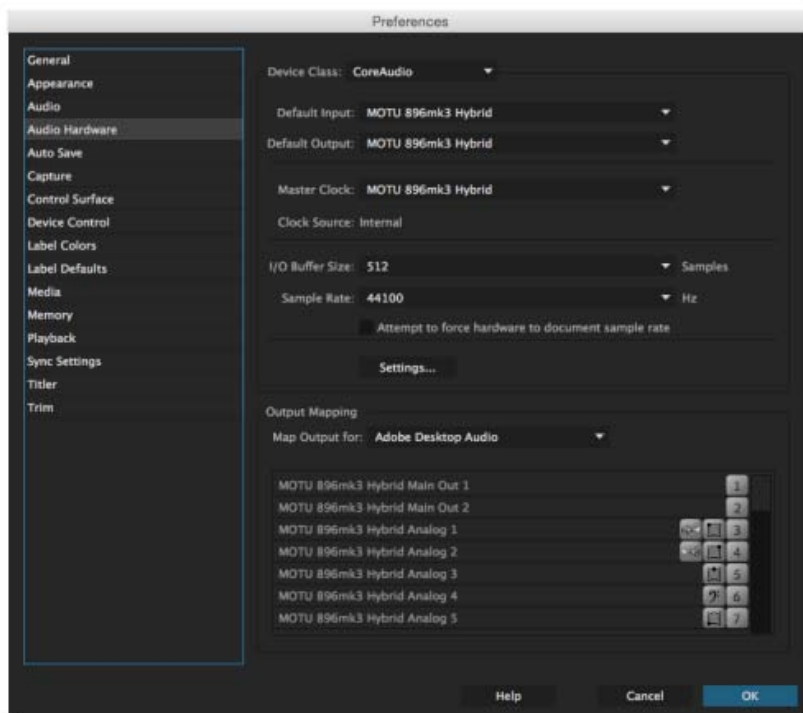 Preferences
General
Appearance
Audio
Audio Hardware
Auto Save
Capture
Control Surface
Device Control
Label Colors
Label Defaults
Media
Memory
Playback
Sync Settings
Titler
Trim
Device Class: CoreAudio
Default Input: MOTU 896mk3 Hybrid
Default Output: MOTU 896mk3 Hybrid
Master Clock: MOTU 896mk3 Hybrid
Clock Source: Internal
I/O Buffer Size: 512 Samples
Sample Rate: 44100 Hz
Attempt to force hardware to document sample rate
Settings...
Output Mapping
Map Output for: Adobe Desktop Audio
MOTU 896mk3 Hybrid Main Out 1 1
MOTU 896mk3 Hybrid Main Out 2 2
MOTU 896mk3 Hybrid Analog 1 3
MOTU 896mk3 Hybrid Analog 2 4
MOTU 896mk3 Hybrid Analog 3 5
MOTU 896mk3 Hybrid Analog 4 6
MOTU 896mk3 Hybrid Analog 5 7
Help Cancel OK